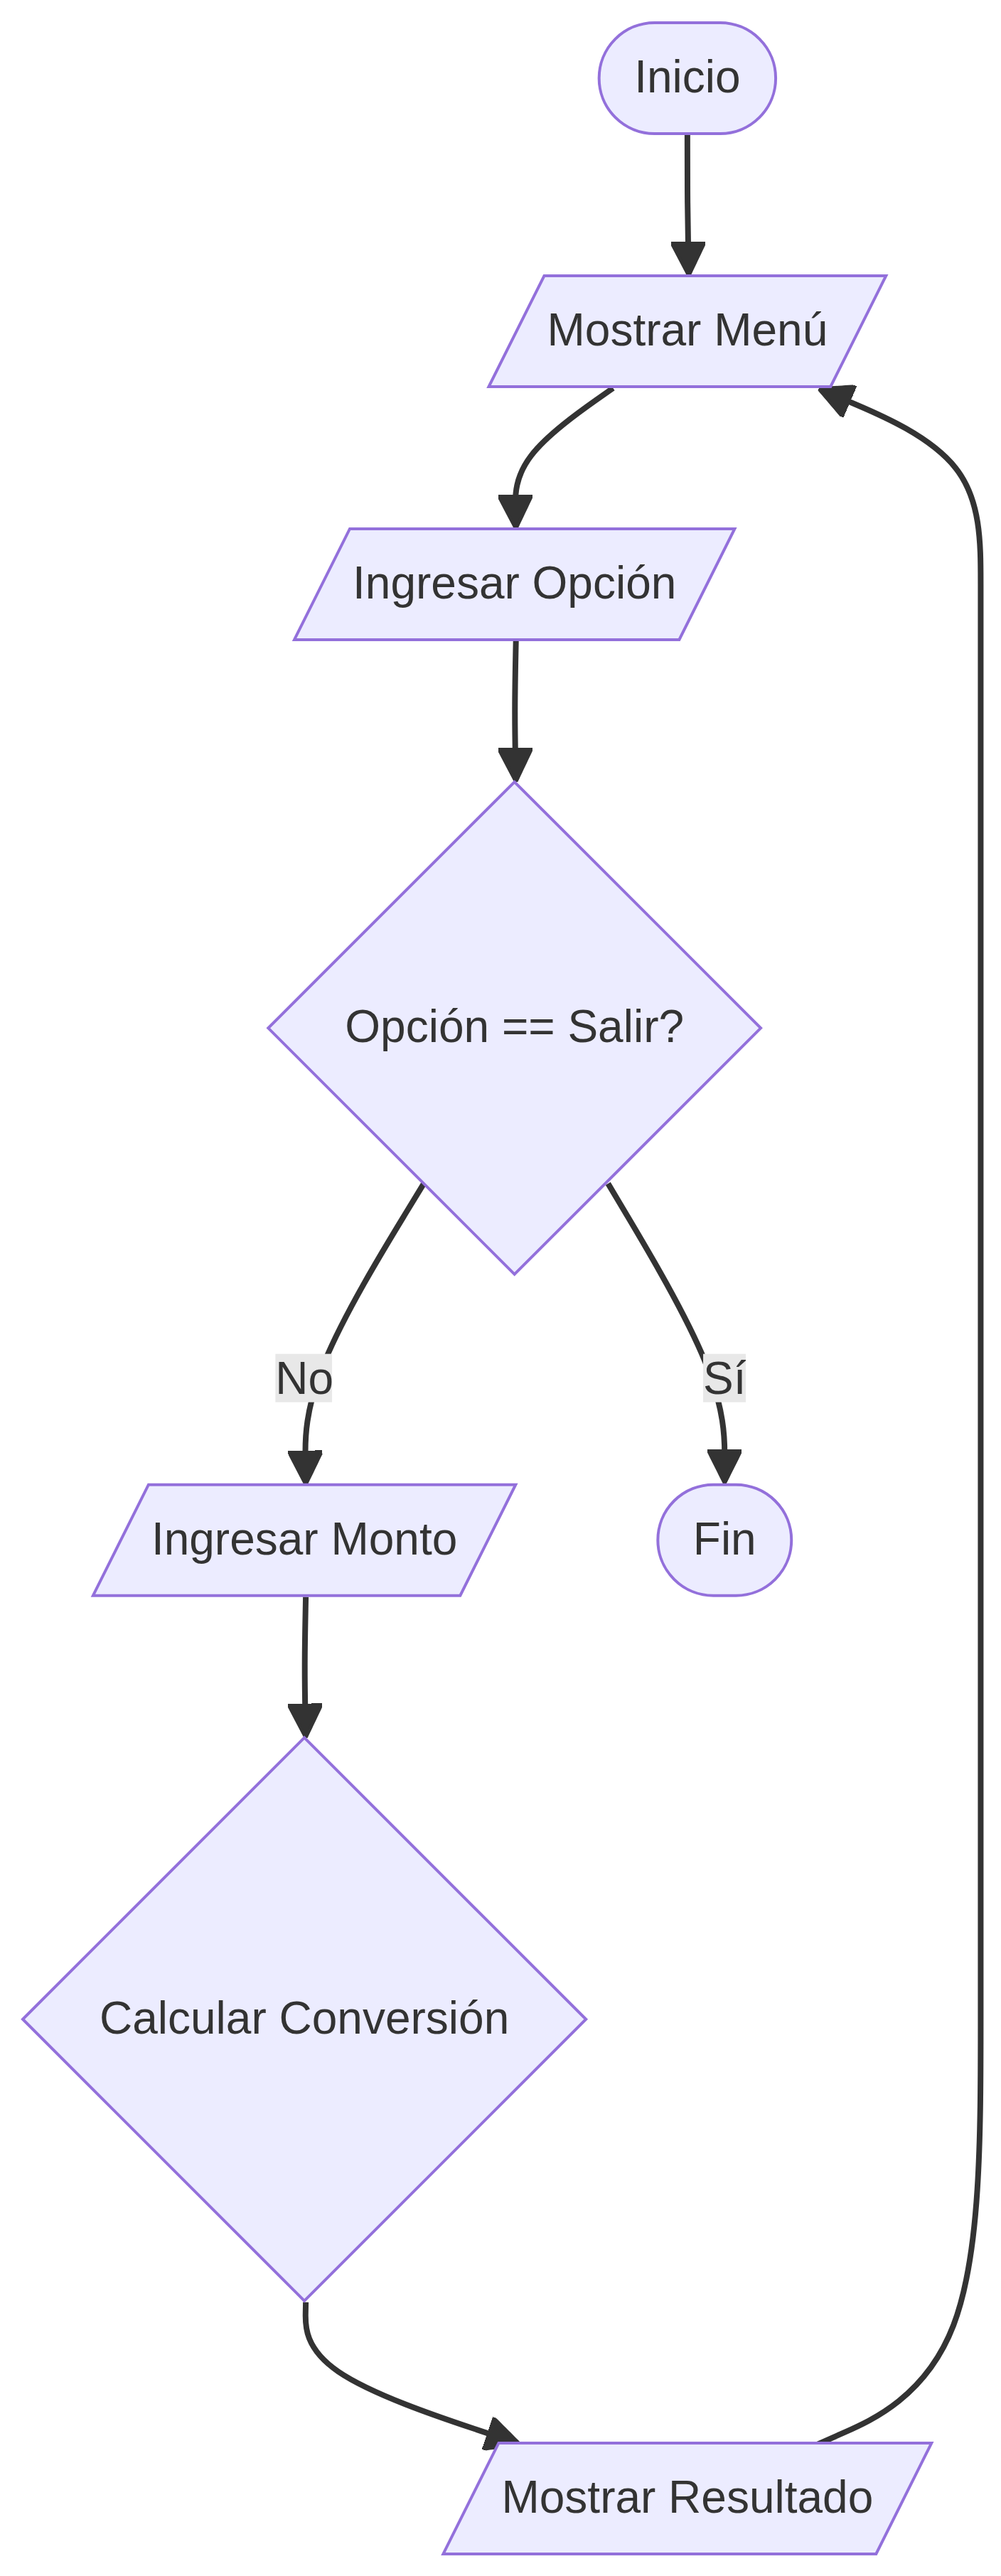 Inicio
Mostrar Menú
Ingresar Opción
Opción == Salir?
No
Sí
Ingresar Monto
Fin
Calcular Conversión
Mostrar Resultado